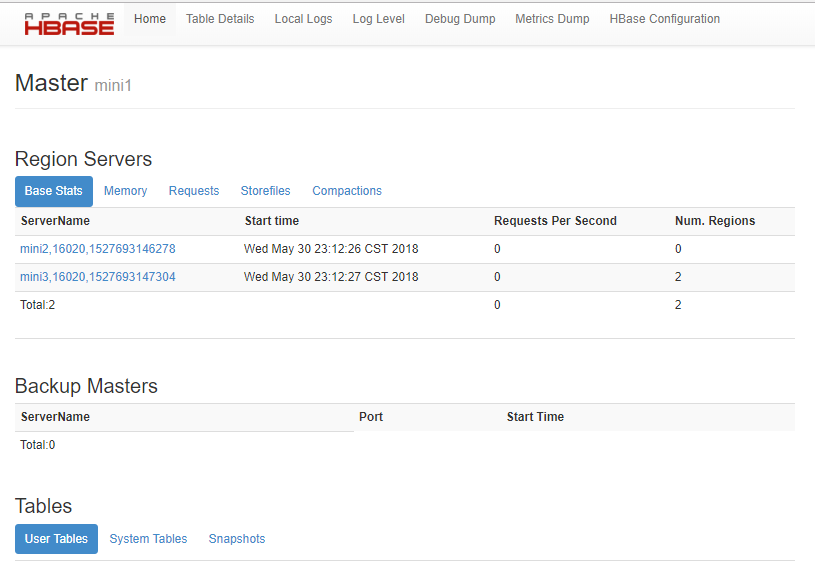 APACHE
HBASE
Home Table Details Local Logs Log Level Debug Dump Metrics Dump HBase Configuration
Master mini1
Region Servers
Base Stats Memory Requests Storefiles Compactions
ServerName Start time Requests Per Second Num. Regions
mini2,16020,1527693146278 Wed May 30 23:12:26 CST 2018 0 0
mini3,16020,1527693147304 Wed May 30 23:12:27 CST 2018 0 2
Total:2 0 2
Backup Masters
ServerName Port Start Time
Total:0
Tables
User Tables System Tables Snapshots